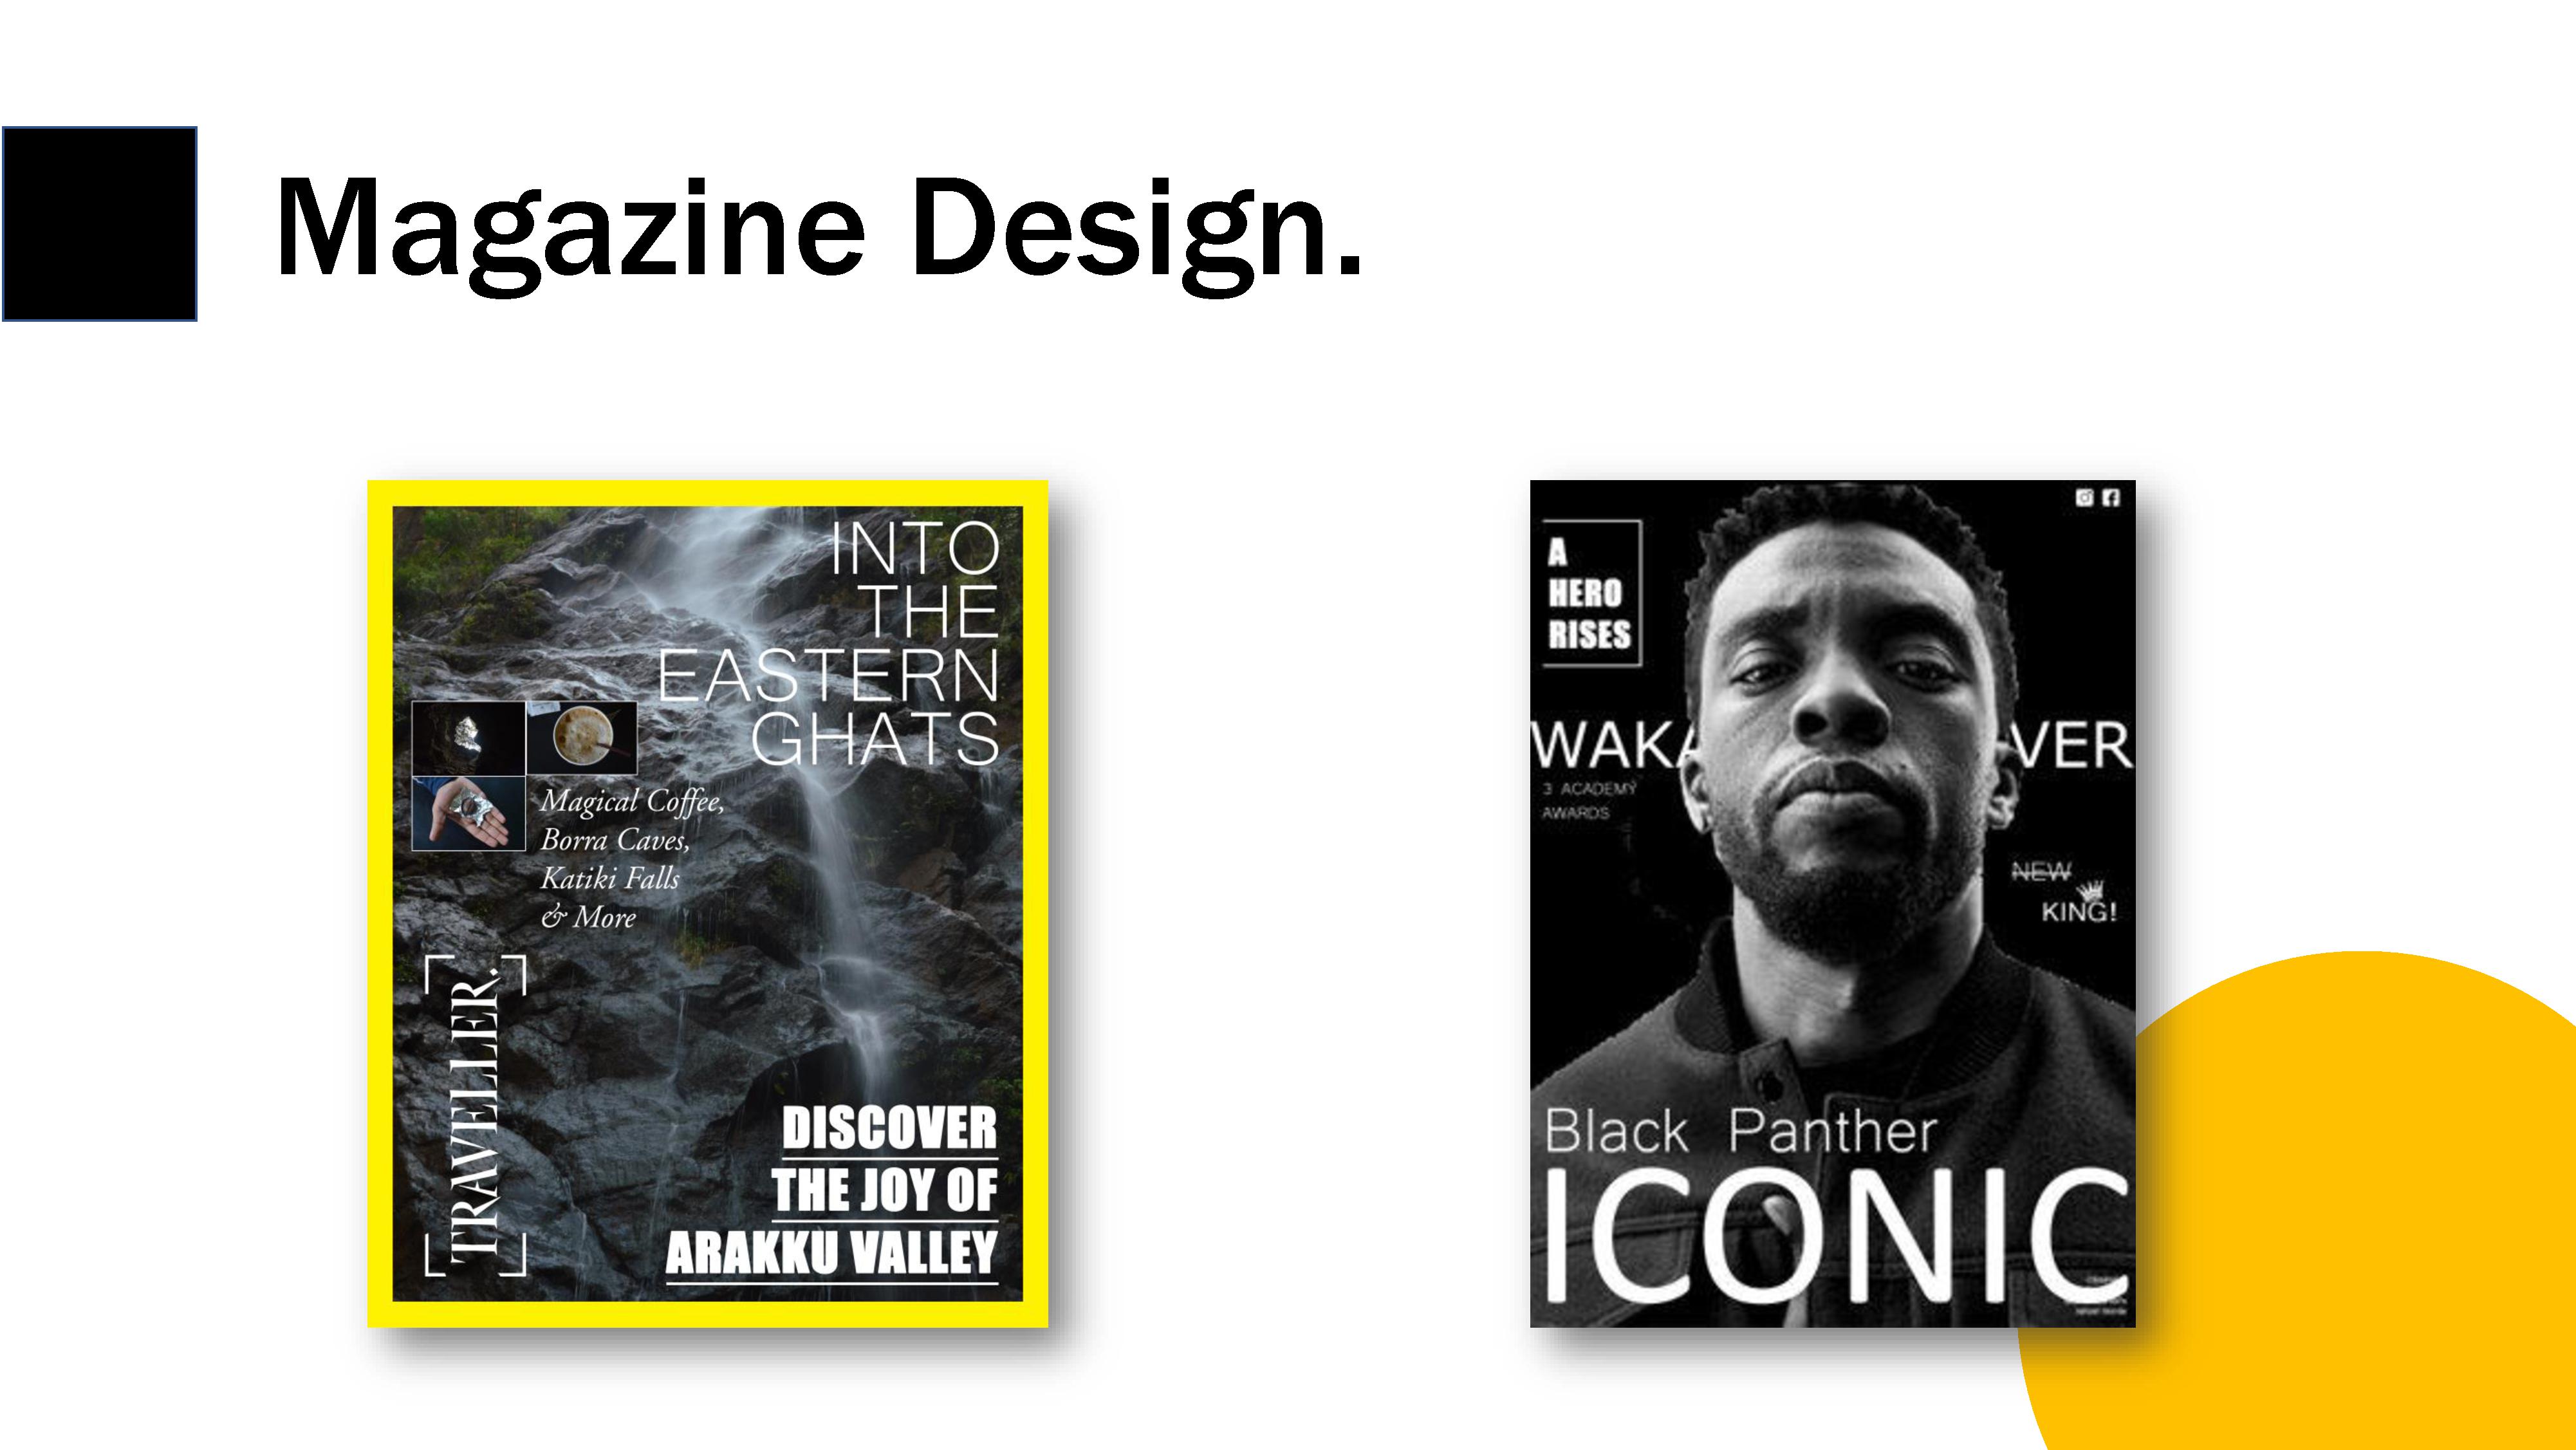 Magazine Design.
INTO
THE
EASTERN
GHATS
Magical Coffee,
Borra Caves,
Katiki Falls
& More
TRAVELLER.
DISCOVER
THE JOY OF
ARAKKU VALLEY
A
HERO
RISES
WAKA VER
3 ACADEMY
AWARDS
NEW
KING!
Black Panther
ICONIC